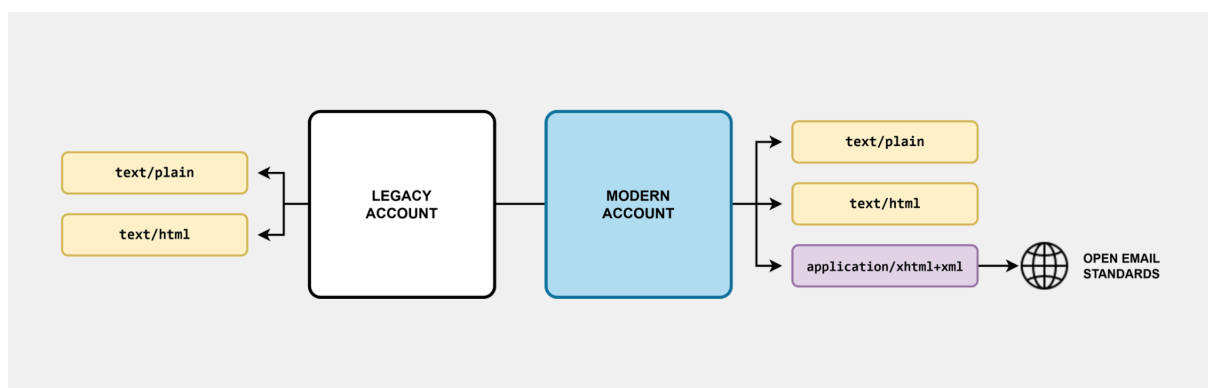 text/plain
text/html
LEGACY
ACCOUNT
MODERN
ACCOUNT
text/plain
text/html
application/xhtml+xml
OPEN EMAIL
STANDARDS